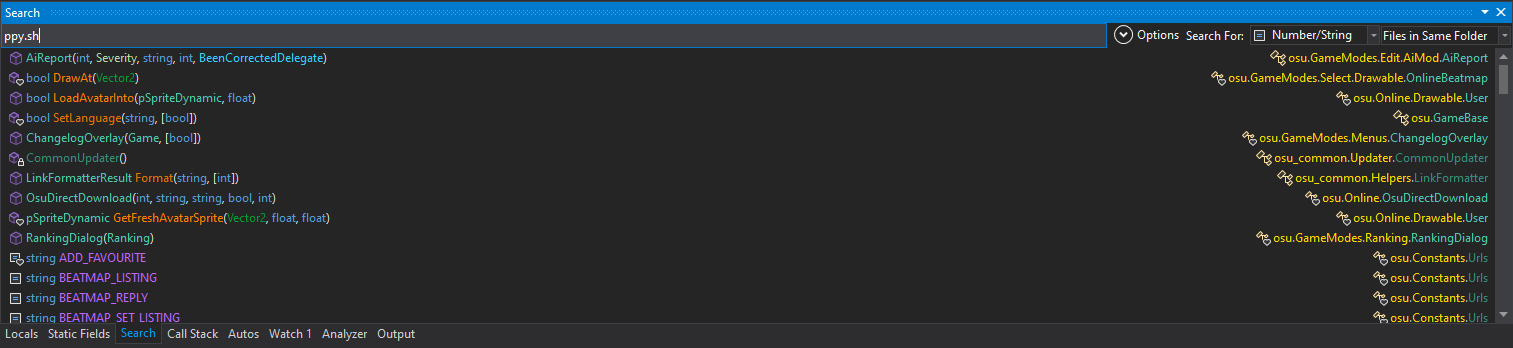 Search
ppy.sh Options Search For: Number/String Files in Same Folder
AiReport(int, Severity, string, int, BeenCorrectedDelegate) osu.GameModes.Edit.AiMod.AiReport
bool DrawAt(Vector2) osu.GameModes.Select.Drawable.OnlineBeatmap
bool LoadAvatarInto(pSpriteDynamic, float) osu.Online.Drawable.User
bool SetLanguage(string, [bool]) osu.GameBase
ChangelogOverlay(Game, [bool]) osu.GameModes.Menus.ChangelogOverlay
CommonUpdater() osu_common.Updater.CommonUpdater
LinkFormatterResult Format(string, [int]) osu_common.Helpers.LinkFormatter
OsuDirectDownload(int, string, string, bool, int) osu.Online.OsuDirectDownload
pSpriteDynamic GetFreshAvatarSprite(Vector2, float, float) osu.Online.Drawable.User
RankingDialog(Ranking) osu.GameModes.Ranking.RankingDialog
string ADD_FAVOURITE osu.Constants.Urls
string BEATMAP_LISTING osu.Constants.Urls
string BEATMAP_REPLY osu.Constants.Urls
string BEATMAP_SET_LISTING osu.Constants.Urls
Locals Static Fields Search Call Stack Autos Watch 1 Analyzer Output